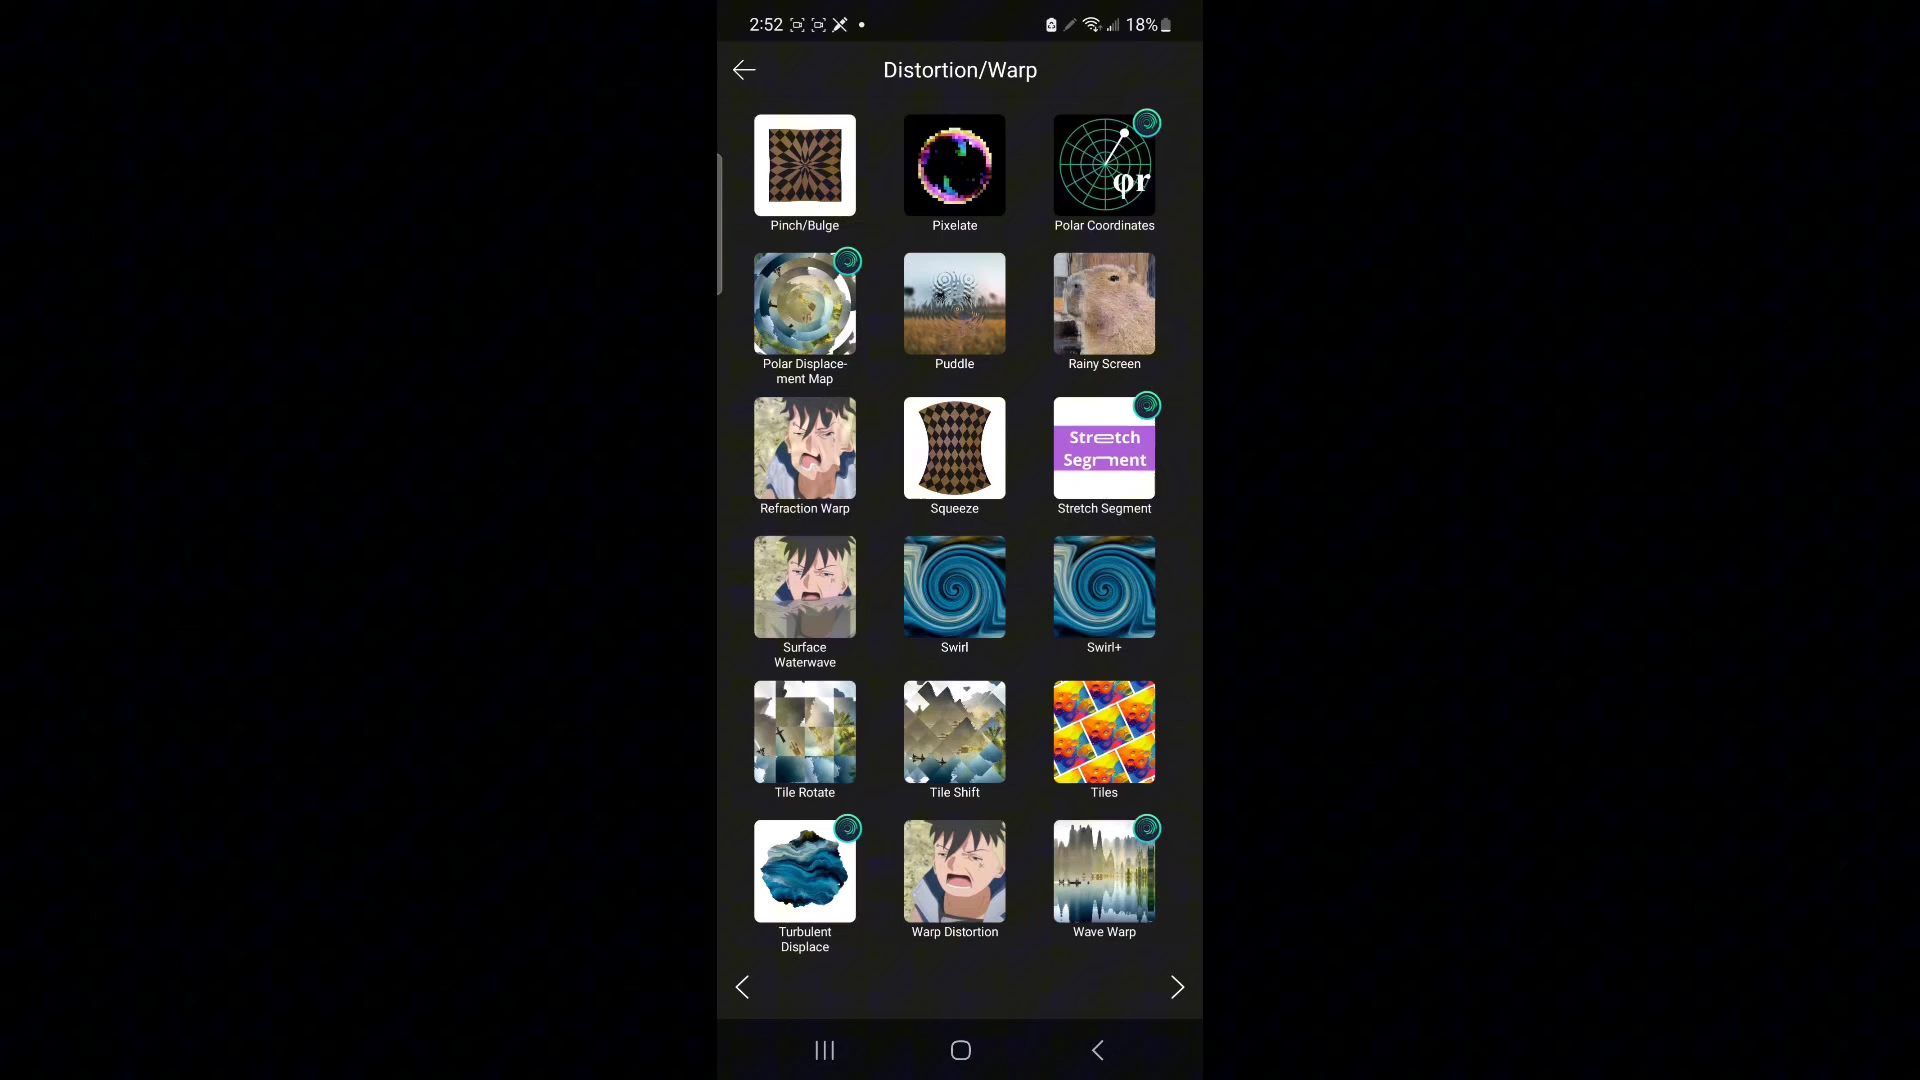 2:52
18%
Distortion/Warp
φr
Pinch/Bulge
Pixelate
Polar Coordinates
Polar Displace-
ment Map
Puddle
Rainy Screen
Stretch
Segment
Refraction Warp
Squeeze
Stretch Segment
Surface
Waterwave
Swirl
Swirl+
Tile Rotate
Tile Shift
Tiles
Turbulent
Displace
Warp Distortion
Wave Warp